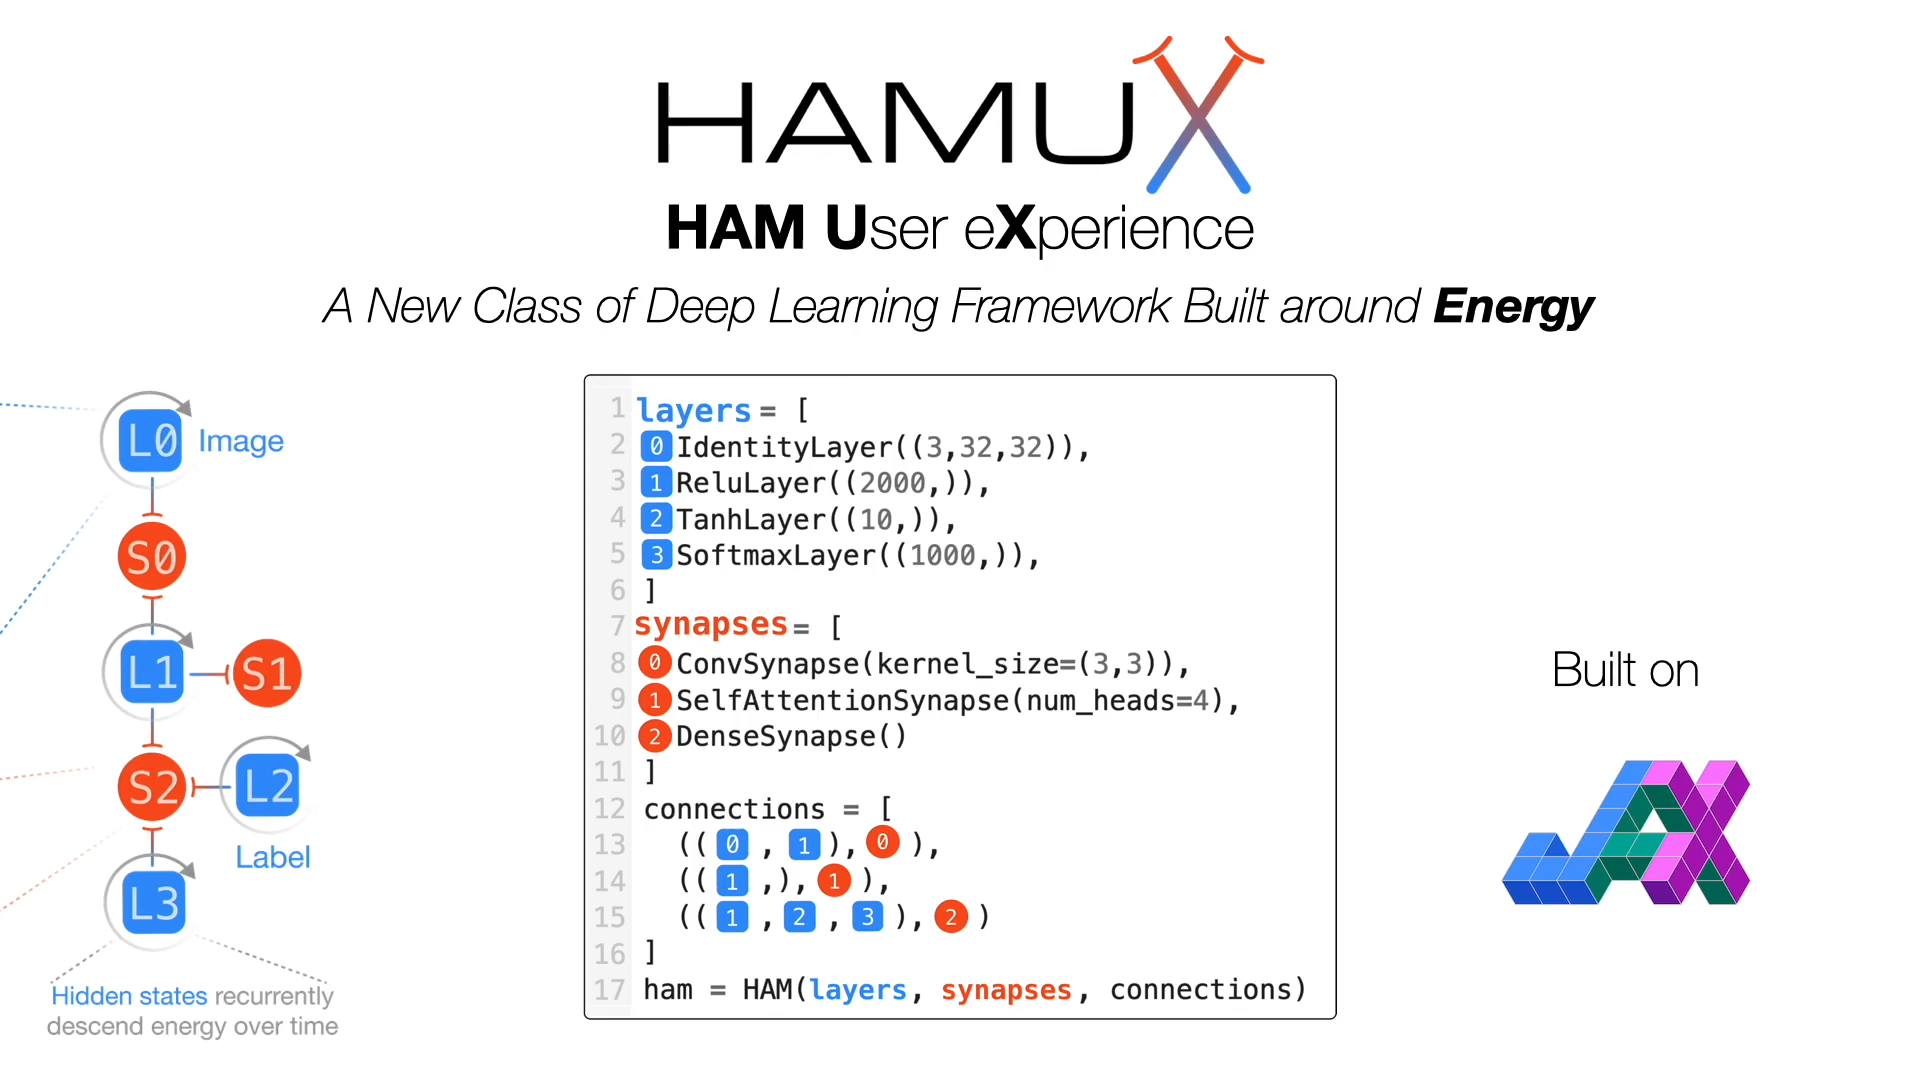 HAMUX
HAM User eXperience
A New Class of Deep Learning Framework Built around Energy
L0
Image
S0
L1
S1
S2
L2
Label
L3
Hidden states recurrently
descend energy over time
1 layers = [
2 0 IdentityLayer((3,32,32)),
3 1 ReluLayer((2000,)),
4 2 TanhLayer((10,)),
5 3 SoftmaxLayer((1000,)),
6 ]
7 synapses = [
8 0 ConvSynapse(kernel_size=(3,3)),
9 1 SelfAttentionSynapse(num_heads=4),
10 2 DenseSynapse()
11 ]
12 connections = [
13 (( 0 , 1 ), 0 ),
14 (( 1 ,), 1 ),
15 (( 1 , 2 , 3 ), 2 )
16 ]
17 ham = HAM(layers, synapses, connections)
Built on
JAX